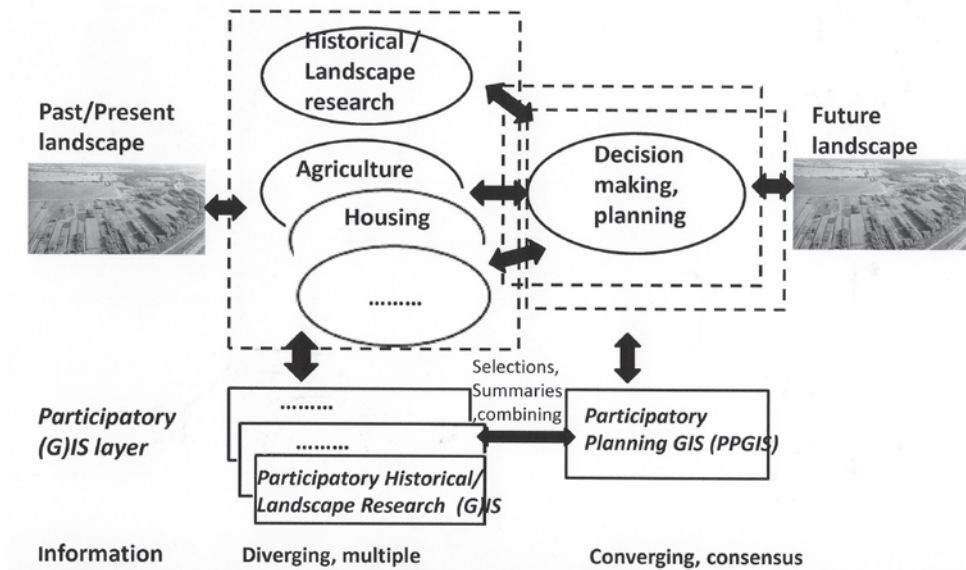 Historical /
Landscape
research
Past/Present
landscape
Agriculture
Housing
.........
Decision
making,
planning
Future
landscape
Selections,
Summaries
,combining
Participatory
(G)IS layer
.........
.........
Participatory Historical/
Landscape Research (G)IS
Participatory
Planning GIS (PPGIS)
Information
Diverging, multiple
Converging, consensus